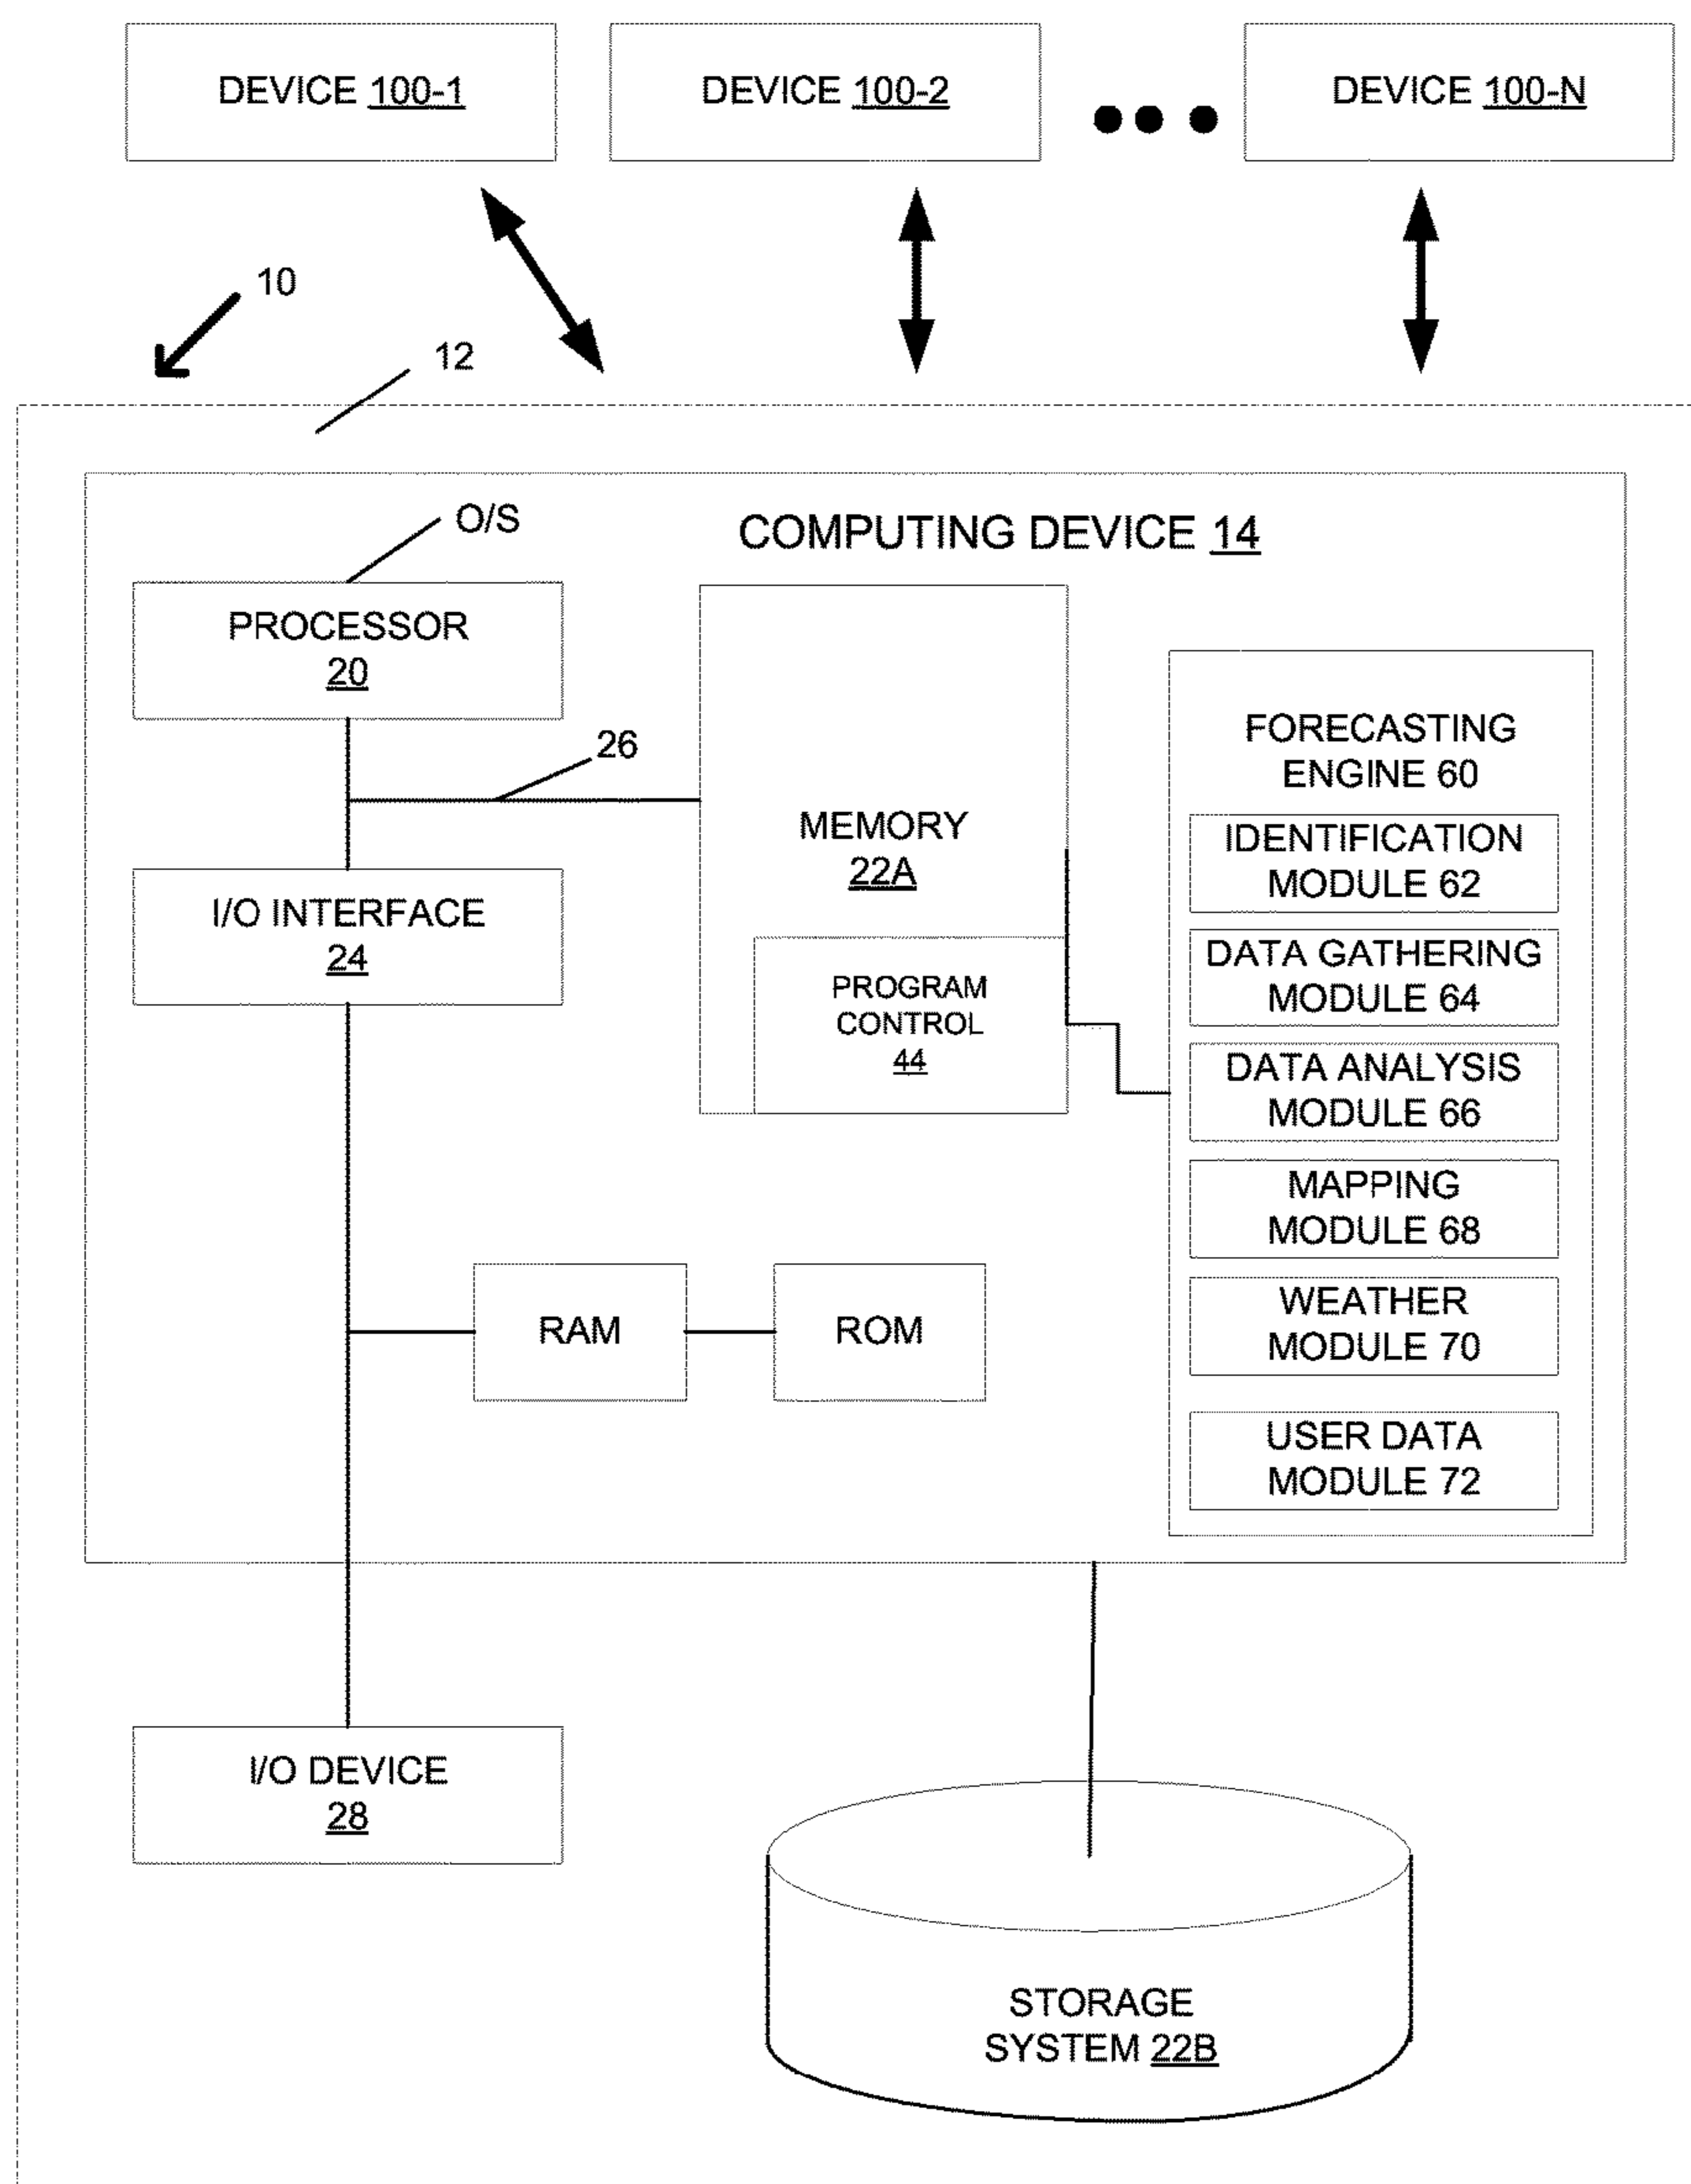 DEVICE 100-1
DEVICE 100-2
DEVICE 100-N
10
12
O/S
COMPUTING DEVICE 14
PROCESSOR
20
26
MEMORY
22A
I/O INTERFACE
24
PROGRAM
CONTROL
44
FORECASTING
ENGINE 60
IDENTIFICATION
MODULE 62
DATA GATHERING
MODULE 64
DATA ANALYSIS
MODULE 66
MAPPING
MODULE 68
WEATHER
MODULE 70
USER DATA
MODULE 72
RAM
ROM
I/O DEVICE
28
STORAGE
SYSTEM 22B